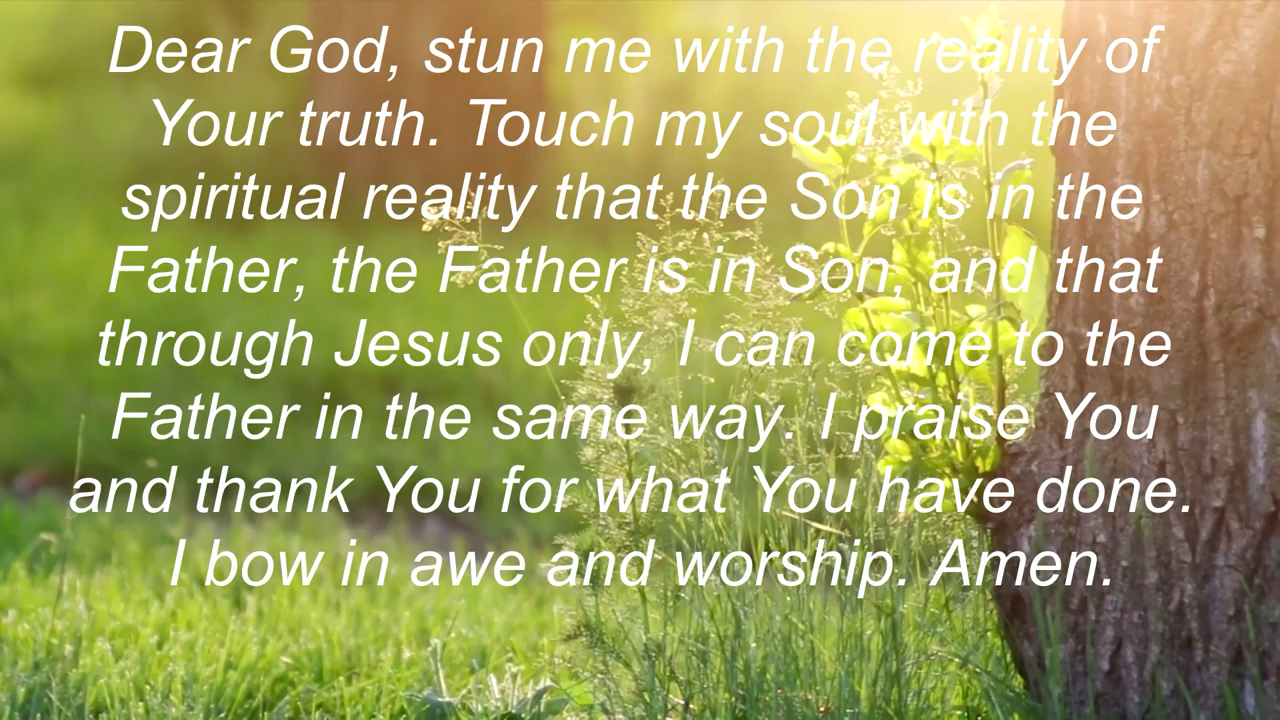 Dear God, stun me with the reality of
Your truth. Touch my soul with the
spiritual reality that the Son is in the
Father, the Father is in Son, and that
through Jesus only, I can come to the
Father in the same way. I praise You
and thank You for what You have done.
I bow in awe and worship. Amen.